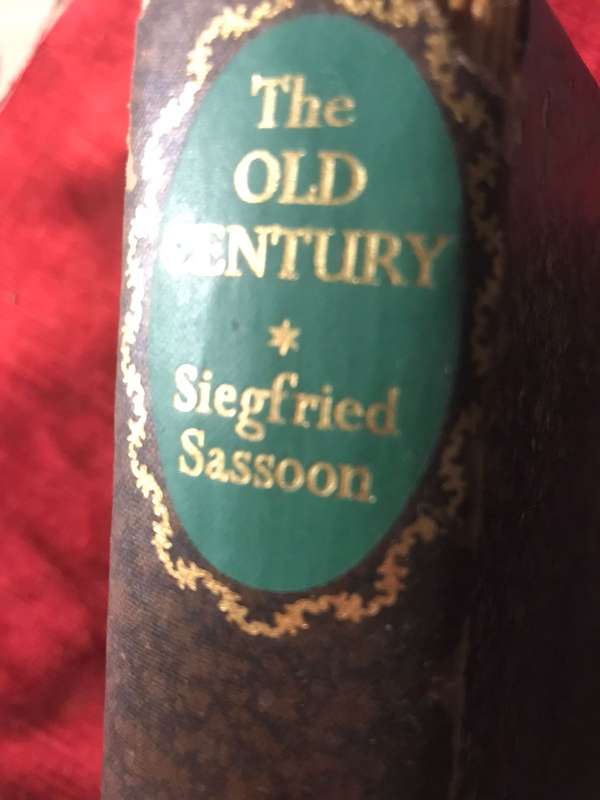 The
OLD
CENTURY
*
Siegfried
Sassoon